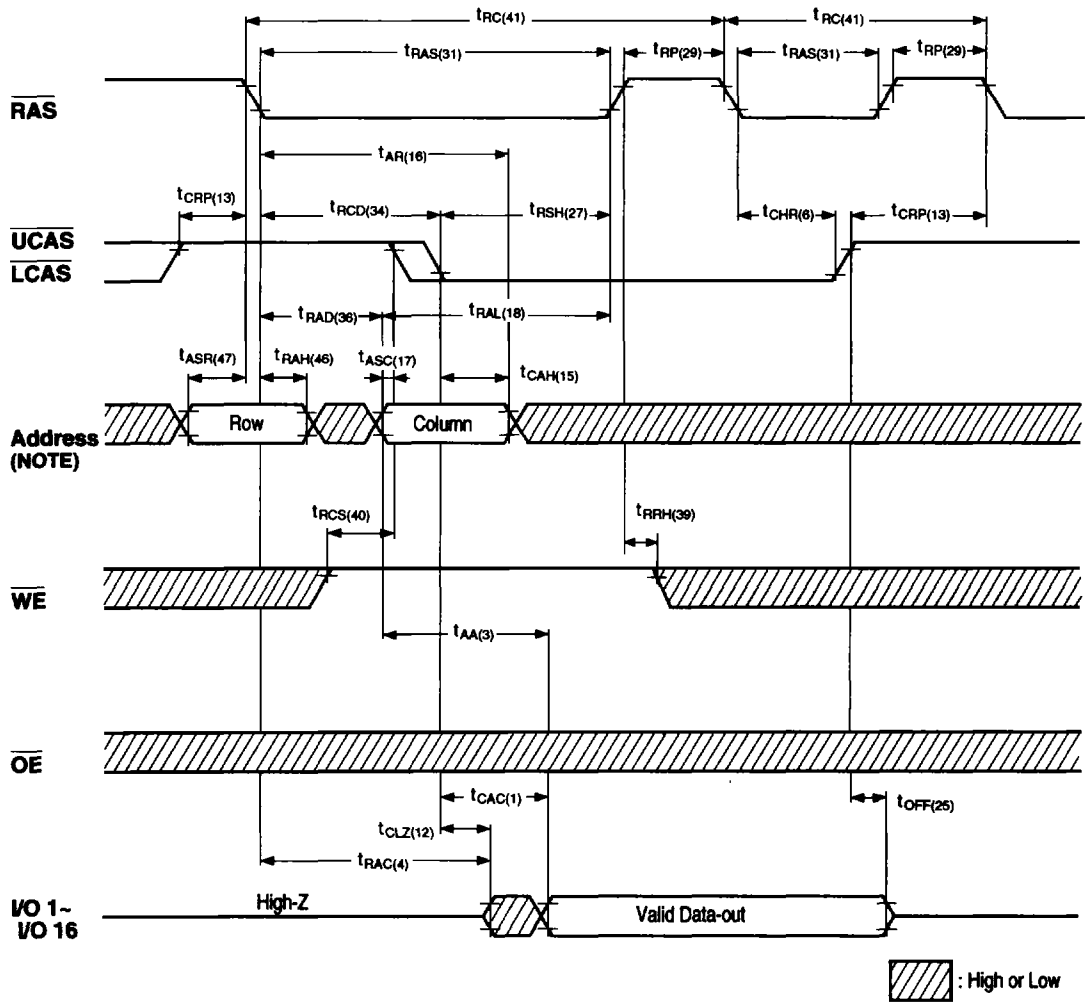 tRC(41) tRC(41)
tRAS(31) tRP(29) tRAS(31) tRP(29)
RAS
tAR(16)
tCRP(13) tRCD(34) tRSH(27) tCHR(6) tCRP(13)
UCAS
LCAS
tRAD(36) tRAL(18)
tASR(47) tRAH(46) tASC(17) tCAH(15)
Row Column
Address
(NOTE)
tRCS(40) tRRH(39)
WE
tAA(3)
OE
tCAC(1) tOFF(25)
tCLZ(12)
tRAC(4)
High-Z
I/O 1~
I/O 16
Valid Data-out
: High or Low